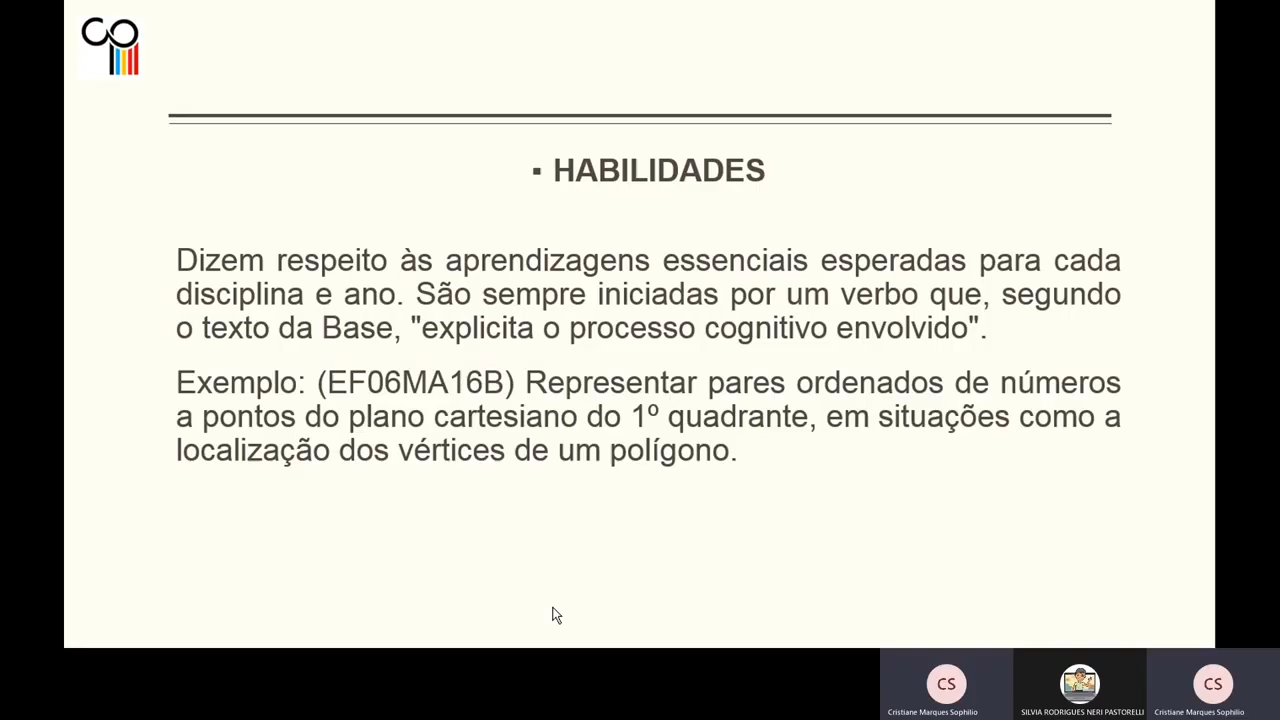 ▪ HABILIDADES
Dizem respeito às aprendizagens essenciais esperadas para cada
disciplina e ano. São sempre iniciadas por um verbo que, segundo
o texto da Base, "explicita o processo cognitivo envolvido".
Exemplo: (EF06MA16B) Representar pares ordenados de números
a pontos do plano cartesiano do 1º quadrante, em situações como a
localização dos vértices de um polígono.
CS
CS
Cristiane Marques Sophilio
SILVIA RODRIGUES NERI PASTORELLI
Cristiane Marques Sophilio